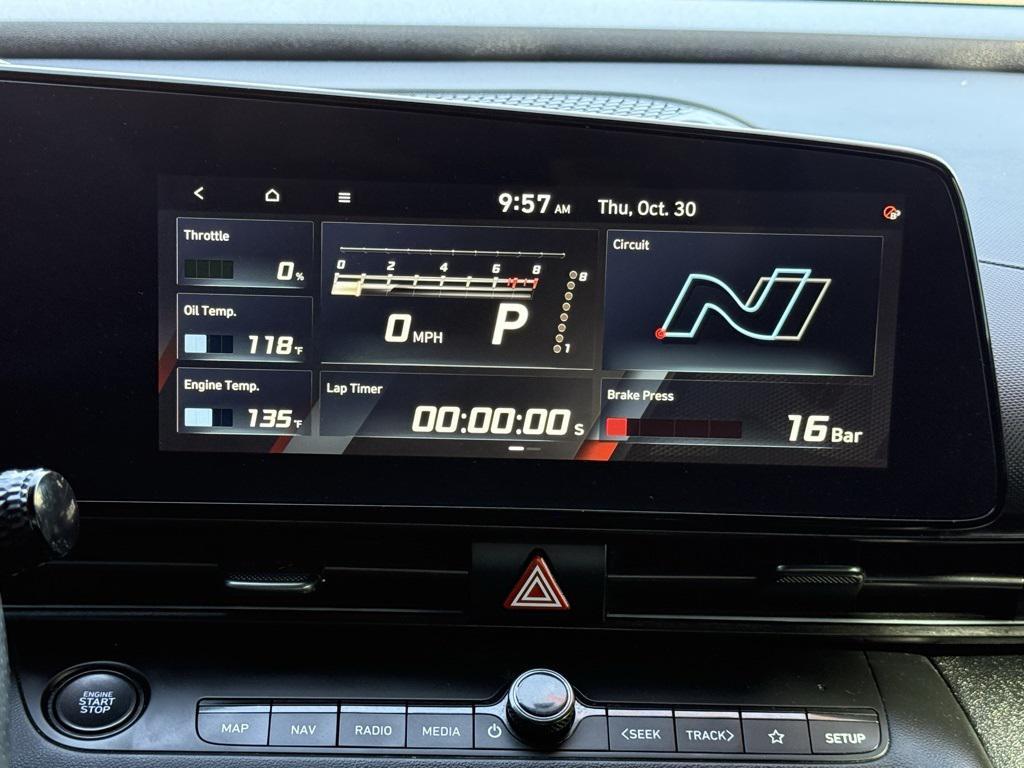 9:57 AM Thu, Oct. 30
Throttle
0%
Oil Temp.
118°F
Engine Temp.
135°F
0 2 4 6 8
0 MPH
P
8
1
Lap Timer
00:00:00 S
Circuit
Brake Press
16 Bar
ENGINE
START
STOP
MAP NAV RADIO MEDIA <SEEK TRACK> SETUP